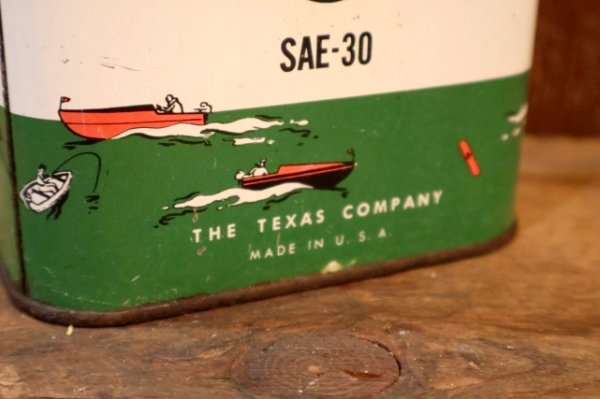 SAE-30
THE TEXAS COMPANY
MADE IN U. S. A.